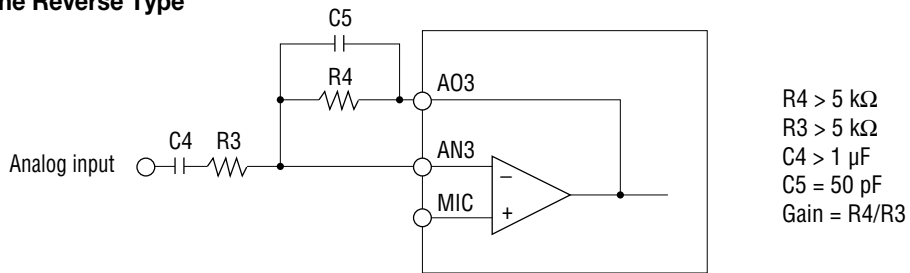 ne Reverse Type
C5
R4
AO3
C4 R3
Analog input
AN3
MIC
–
+
R4 > 5 kΩ
R3 > 5 kΩ
C4 > 1 μF
C5 = 50 pF
Gain = R4/R3